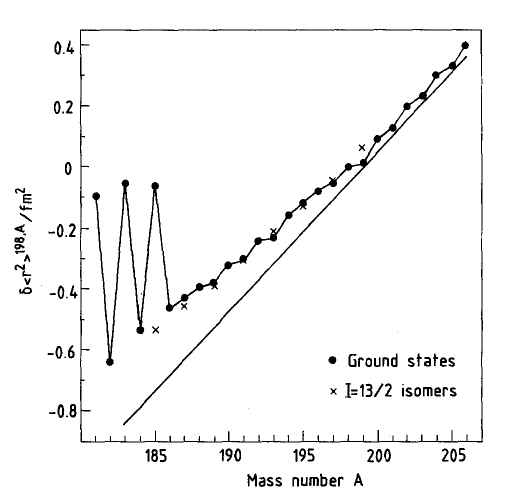 0.4
0.2
0
-0.2
-0.4
-0.6
-0.8
δ<r²>¹⁹⁸,ᴬ/fm²
● Ground states
× I=13/2 isomers
185 190 195 200 205
Mass number A